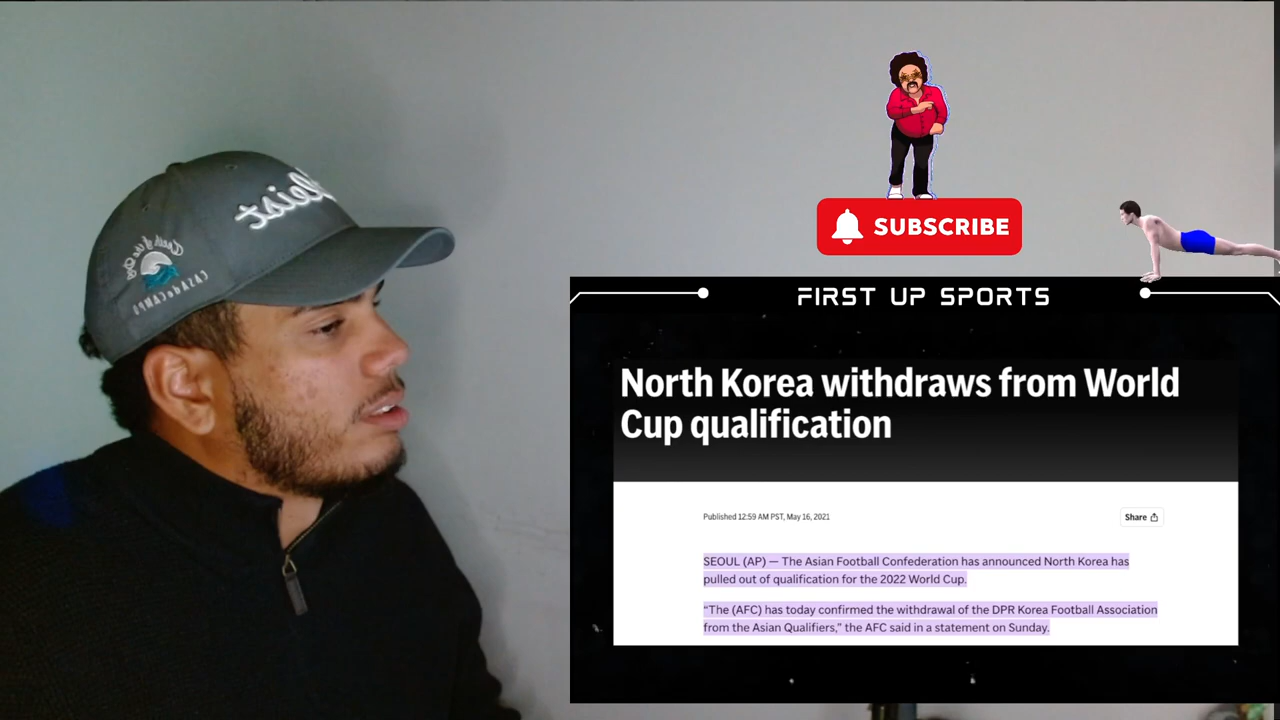 SUBSCRIBE
FIRST UP SPORTS
North Korea withdraws from World
Cup qualification
Published 12:59 AM PST, May 16, 2021
Share
SEOUL (AP) — The Asian Football Confederation has announced North Korea has
pulled out of qualification for the 2022 World Cup.
“The (AFC) has today confirmed the withdrawal of the DPR Korea Football Association
from the Asian Qualifiers,” the AFC said in a statement on Sunday.
CASA de CAMPO